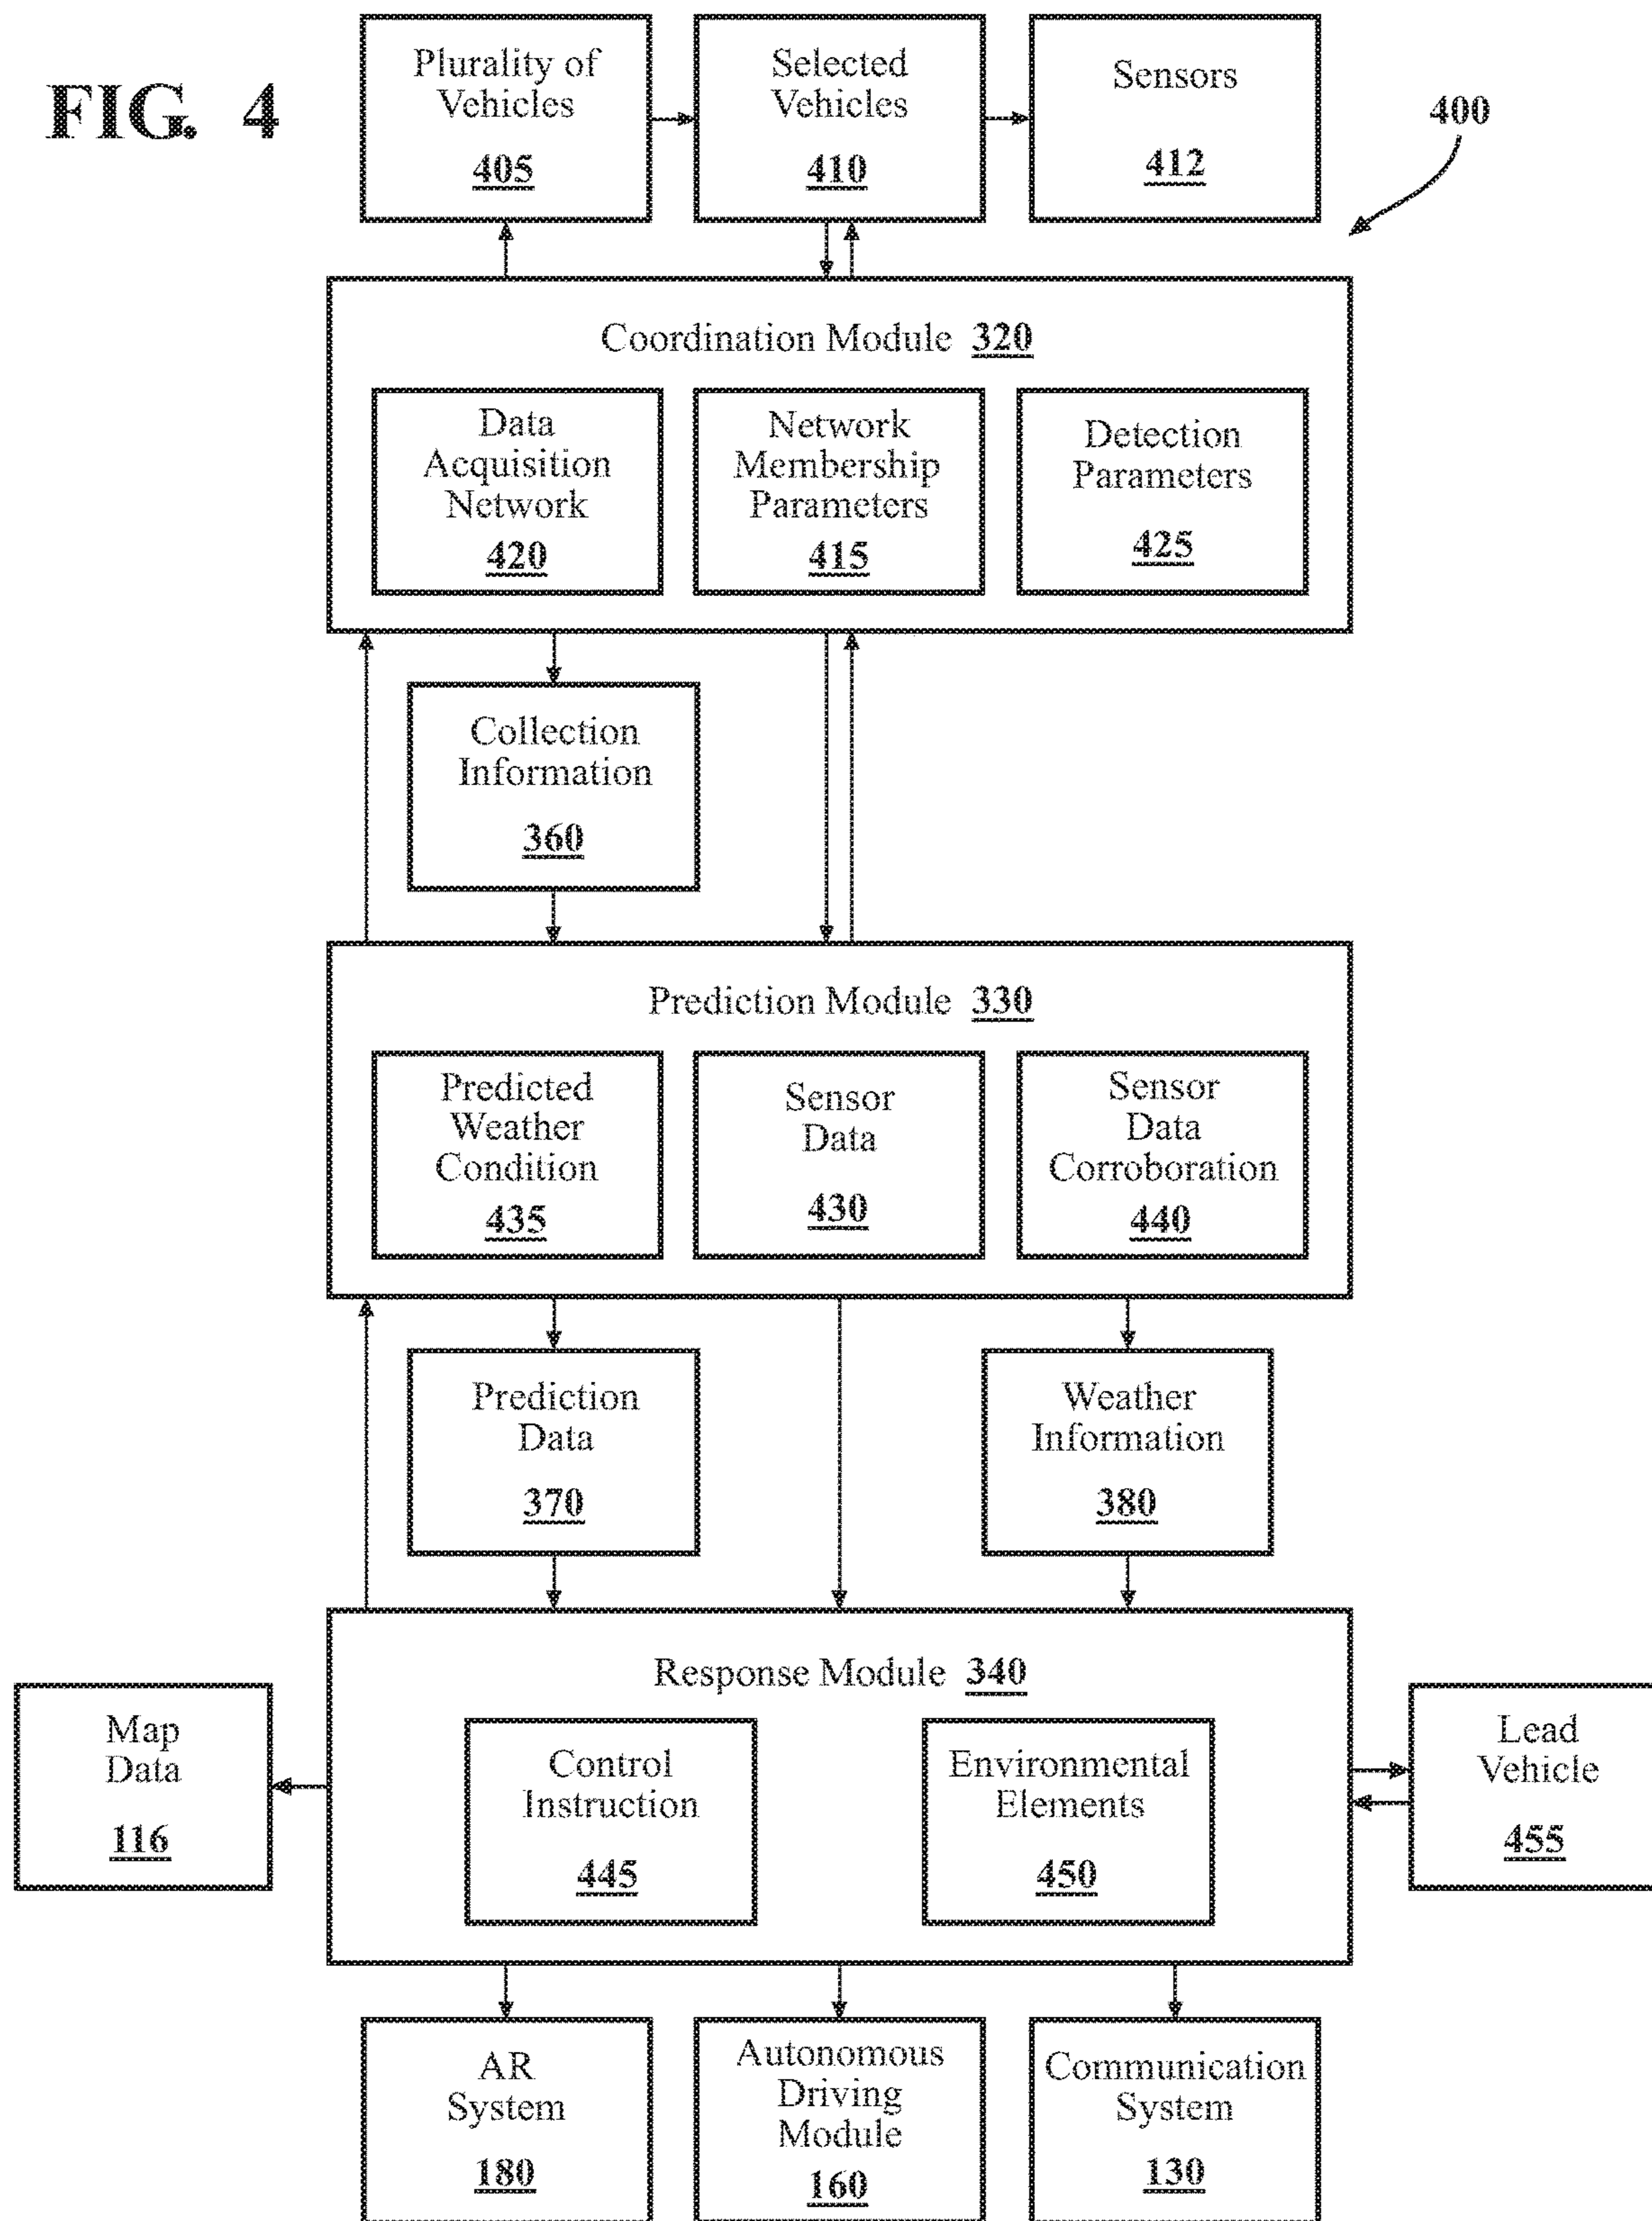 FIG. 4
Plurality of
Vehicles
405
Selected
Vehicles
410
Sensors
412
400
Coordination Module 320
Data
Acquisition
Network
420
Network
Membership
Parameters
415
Detection
Parameters
425
Collection
Information
360
Prediction Module 330
Predicted
Weather
Condition
435
Sensor
Data
430
Sensor
Data
Corroboration
440
Prediction
Data
370
Weather
Information
380
Response Module 340
Map
Data
116
Control
Instruction
445
Environmental
Elements
450
Lead
Vehicle
455
AR
System
180
Autonomous
Driving
Module
160
Communication
System
130